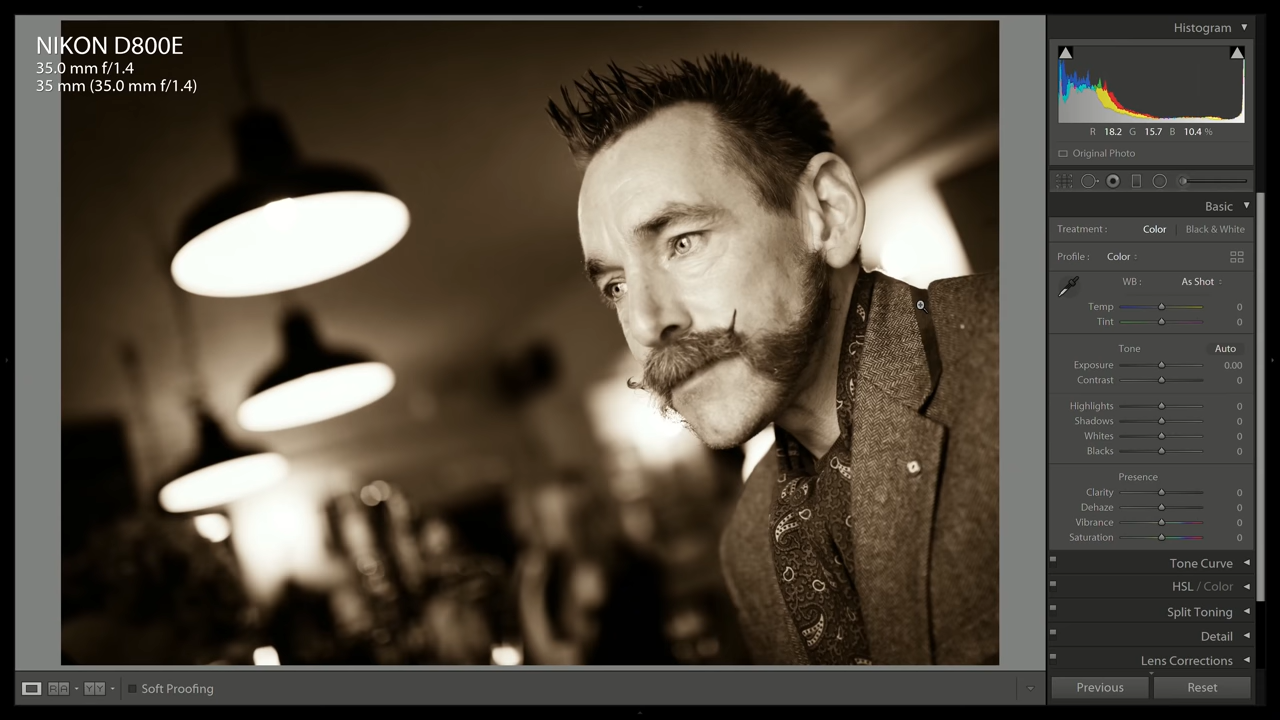 NIKON D800E
35.0 mm f/1.4
35 mm (35.0 mm f/1.4)
Histogram
R 18.2 G 15.7 B 10.4 %
Original Photo
Basic
Treatment : Color Black & White
Profile : Color
WB : As Shot
Temp 0
Tint 0
Tone Auto
Exposure 0.00
Contrast 0
Highlights 0
Shadows 0
Whites 0
Blacks 0
Presence
Clarity 0
Dehaze 0
Vibrance 0
Saturation 0
Tone Curve
HSL / Color
Split Toning
Detail
Lens Corrections
R A Y Y Soft Proofing
Previous Reset